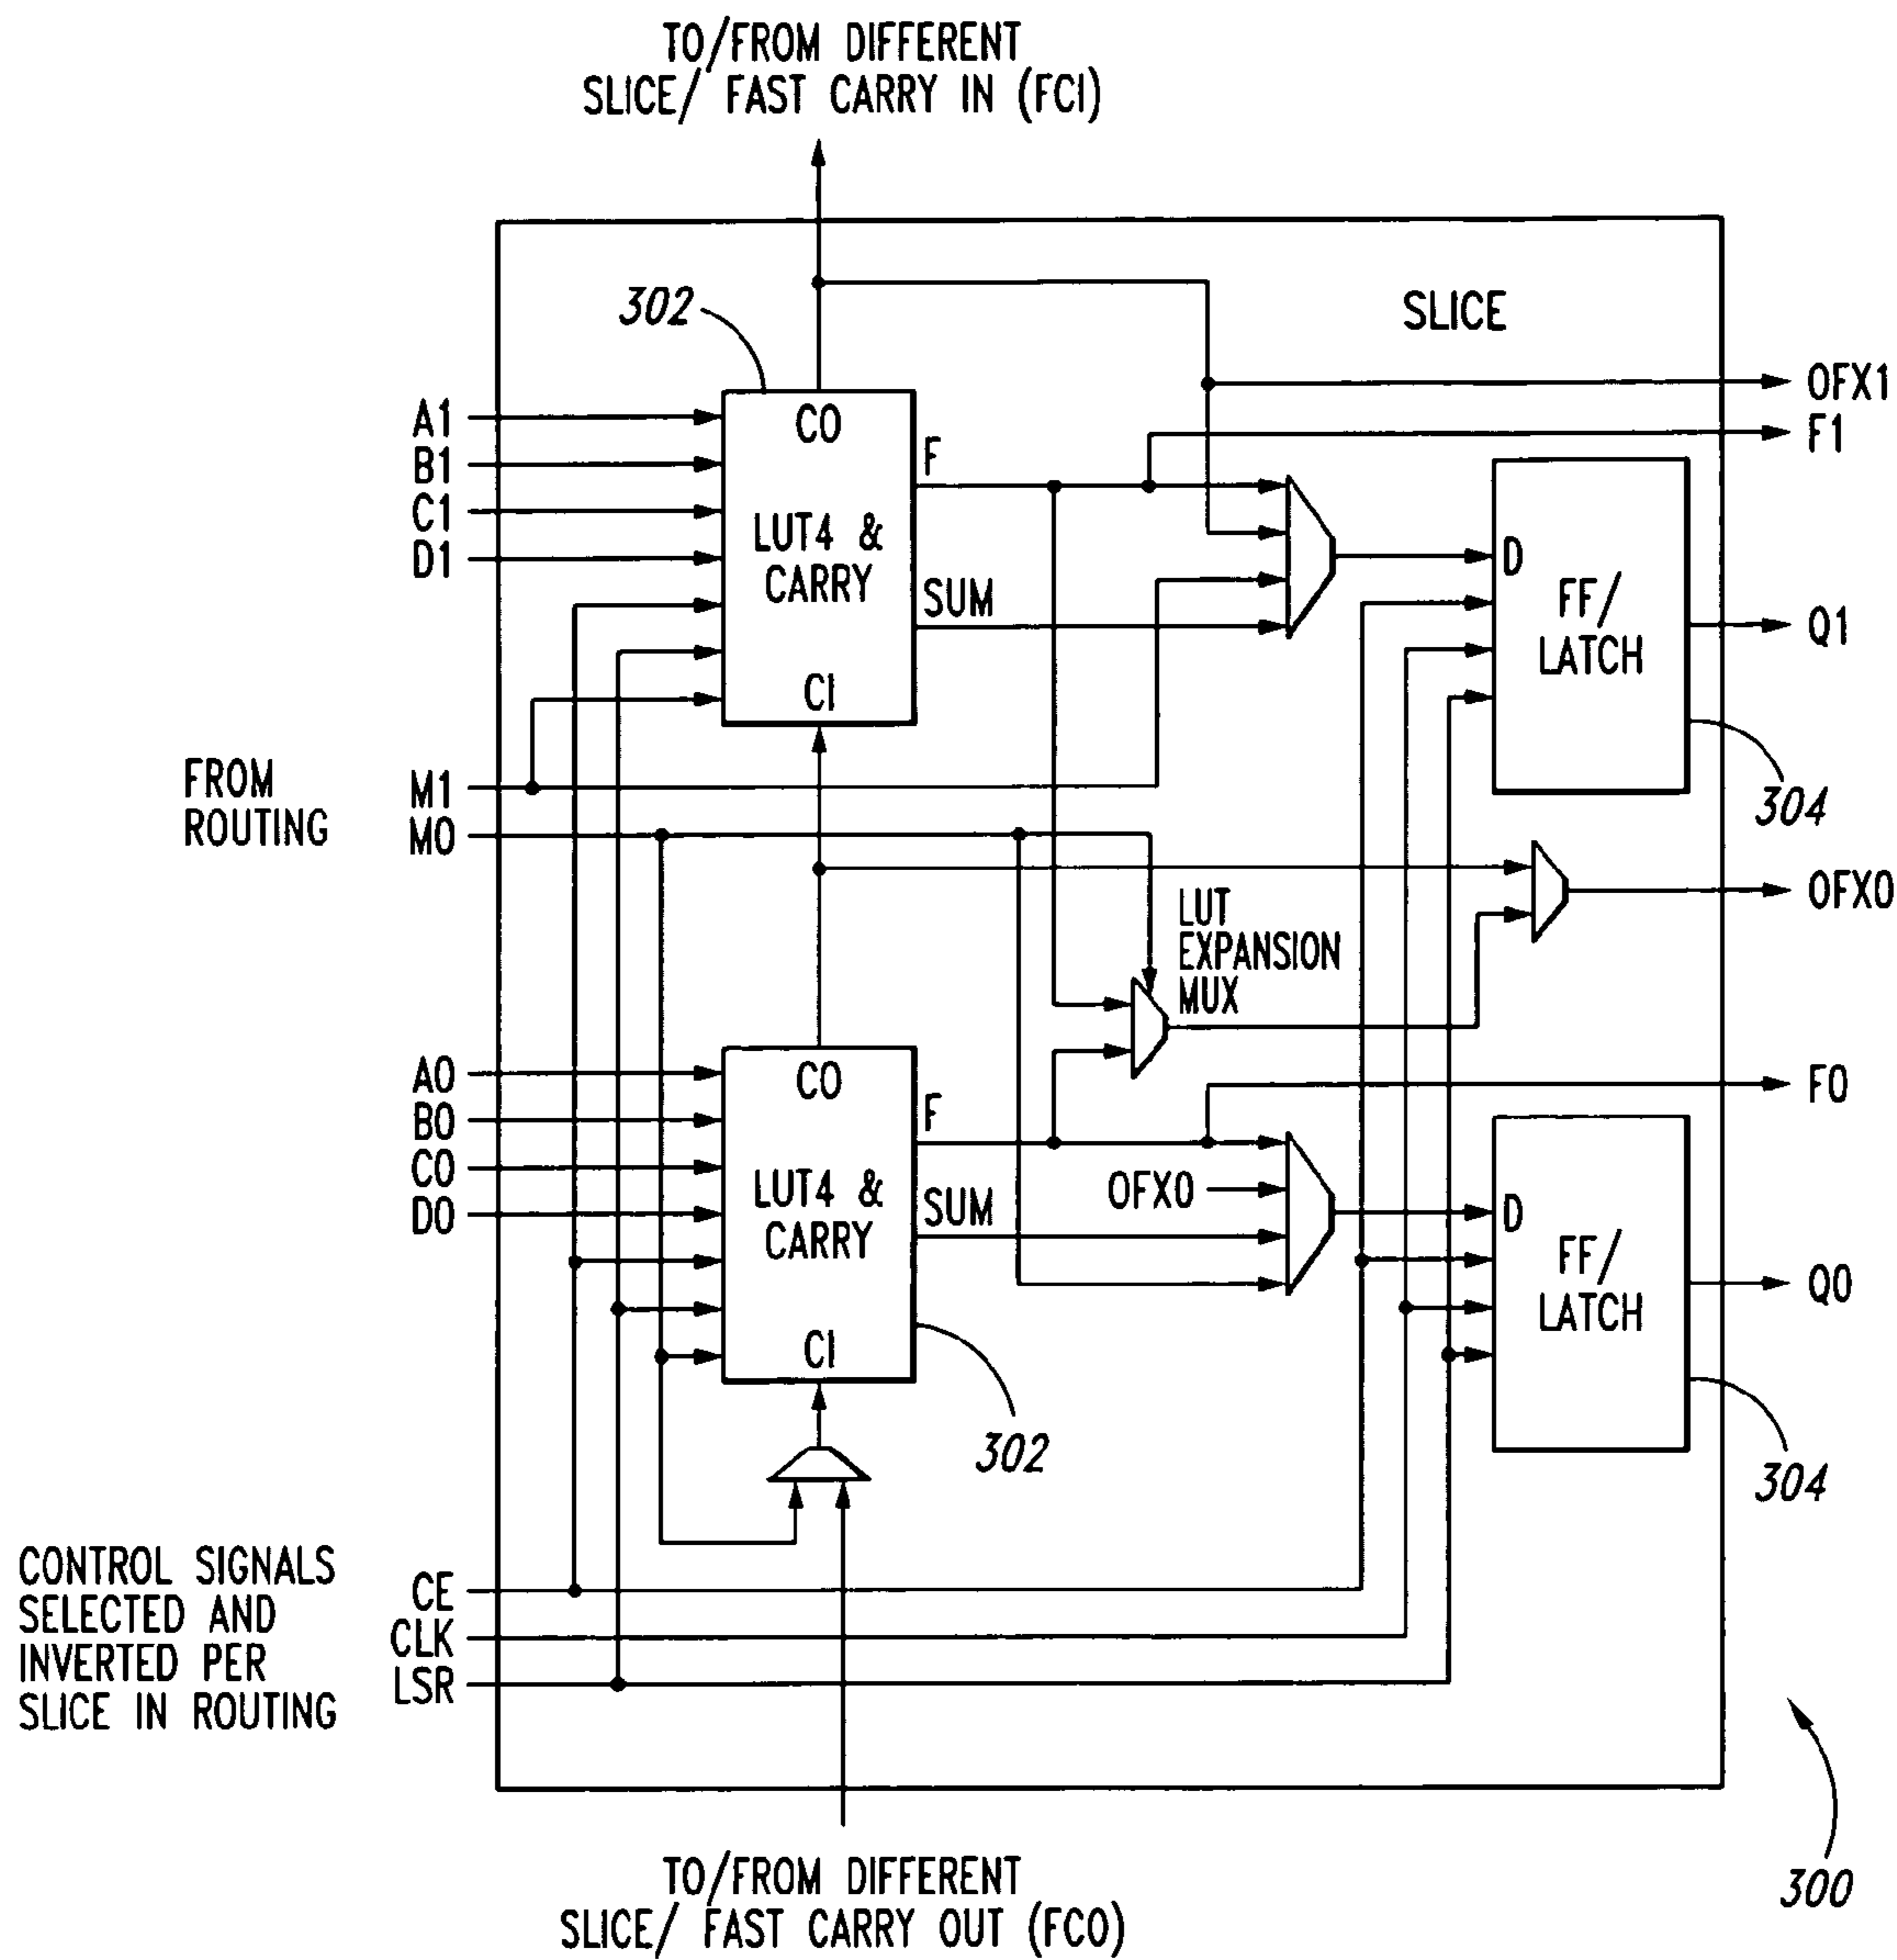 TO/FROM DIFFERENT
SLICE/ FAST CARRY IN (FCI)
SLICE
302
OFX1
F1
A1
B1
C1
D1
CO
LUT4 &
CARRY
CI
F
SUM
D
FF/
LATCH
Q1
304
FROM
ROUTING
M1
M0
OFX0
LUT
EXPANSION
MUX
A0
B0
C0
D0
CO
LUT4 &
CARRY
CI
F
SUM
OFX0
F0
D
FF/
LATCH
Q0
302
304
CONTROL SIGNALS
SELECTED AND
INVERTED PER
SLICE IN ROUTING
CE
CLK
LSR
300
TO/FROM DIFFERENT
SLICE/ FAST CARRY OUT (FCO)